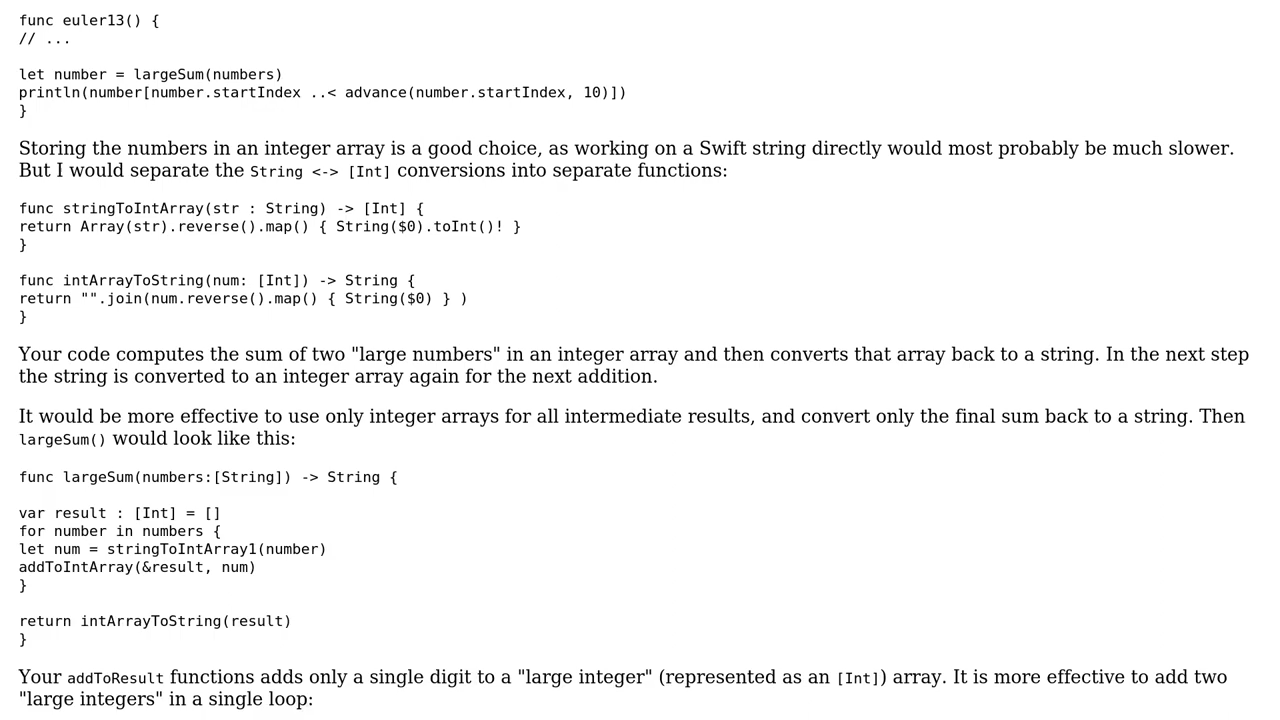 func euler13() {
// ...
let number = largeSum(numbers)
println(number[number.startIndex ..< advance(number.startIndex, 10)])
}
Storing the numbers in an integer array is a good choice, as working on a Swift string directly would most probably be much slower.
But I would separate the String <-> [Int] conversions into separate functions:
func stringToIntArray(str : String) -> [Int] {
return Array(str).reverse().map() { String($0).toInt()! }
}
func intArrayToString(num: [Int]) -> String {
return "".join(num.reverse().map() { String($0) } )
}
Your code computes the sum of two "large numbers" in an integer array and then converts that array back to a string. In the next step
the string is converted to an integer array again for the next addition.
It would be more effective to use only integer arrays for all intermediate results, and convert only the final sum back to a string. Then
largeSum() would look like this:
func largeSum(numbers:[String]) -> String {
var result : [Int] = []
for number in numbers {
let num = stringToIntArray1(number)
addToIntArray(&result, num)
}
return intArrayToString(result)
}
Your addToResult functions adds only a single digit to a "large integer" (represented as an [Int]) array. It is more effective to add two
"large integers" in a single loop: